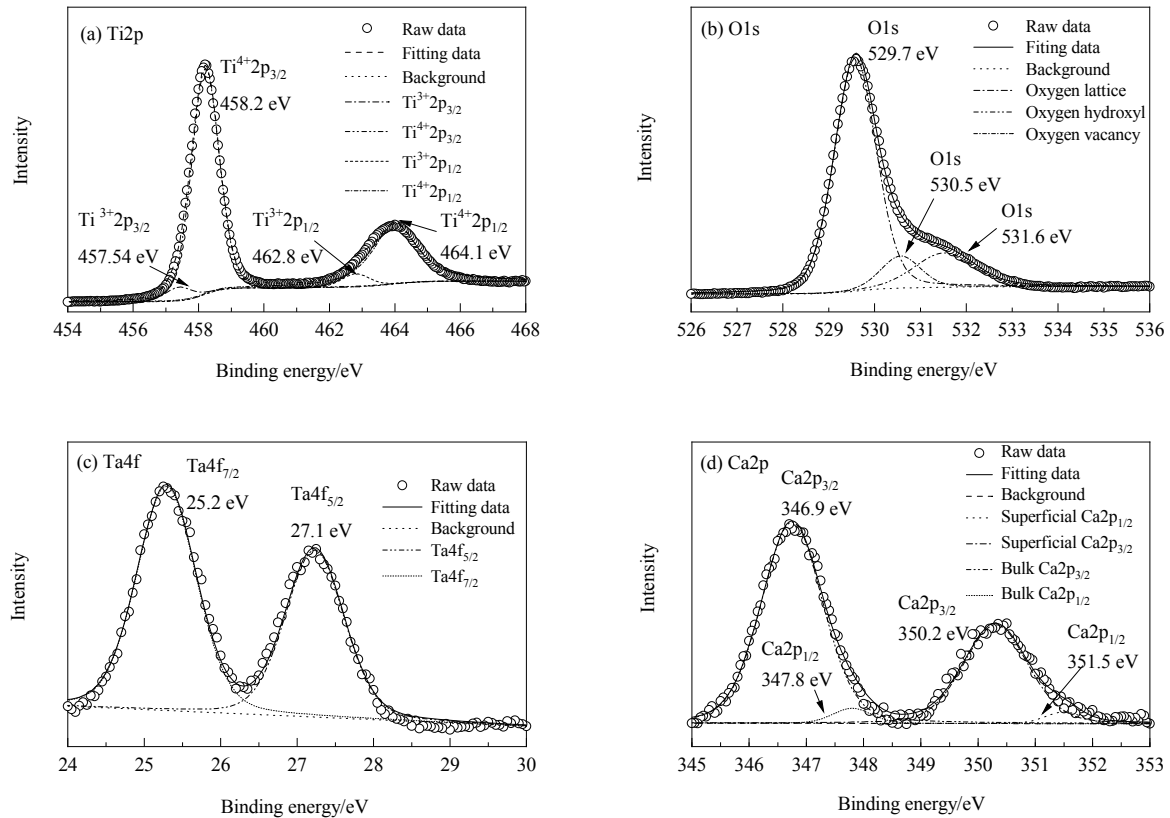 (a) Ti2p
Ti⁴⁺2p₃/₂
458.2 eV
Raw data
Fitting data
Background
Ti³⁺2p₃/₂
Ti⁴⁺2p₃/₂
Ti³⁺2p₁/₂
Ti⁴⁺2p₁/₂
Ti ³⁺2p₃/₂
457.54 eV
Ti³⁺2p₁/₂
462.8 eV
Ti⁴⁺2p₁/₂
464.1 eV
Intensity
454 456 458 460 462 464 466 468
Binding energy/eV
(b) O1s
O1s
529.7 eV
Raw data
Fiting data
Background
Oxygen lattice
Oxygen hydroxyl
Oxygen vacancy
O1s
530.5 eV
O1s
531.6 eV
Intensity
526 527 528 529 530 531 532 533 534 535 536
Binding energy/eV
(c) Ta4f
Ta4f₇/₂
25.2 eV
Ta4f₅/₂
27.1 eV
Raw data
Fitting data
Background
Ta4f₅/₂
Ta4f₇/₂
Intensity
24 25 26 27 28 29 30
Binding energy/eV
(d) Ca2p
Ca2p₃/₂
346.9 eV
Raw data
Fitting data
Background
Superficial Ca2p₁/₂
Superficial Ca2p₃/₂
Bulk Ca2p₃/₂
Bulk Ca2p₁/₂
Ca2p₁/₂
347.8 eV
Ca2p₃/₂
350.2 eV
Ca2p₁/₂
351.5 eV
Intensity
345 346 347 348 349 350 351 352 353
Binding energy/eV